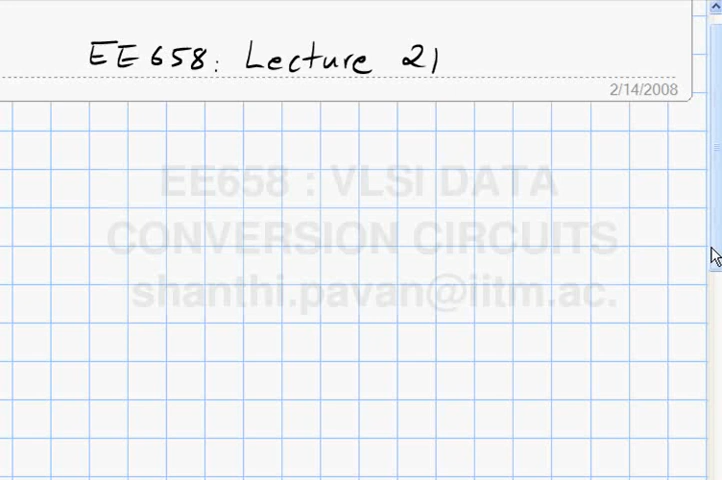 EE658: Lecture 21
2/14/2008
EE658 : VLSI DATA
CONVERSION CIRCUITS
shanthi.pavan@iitm.ac.